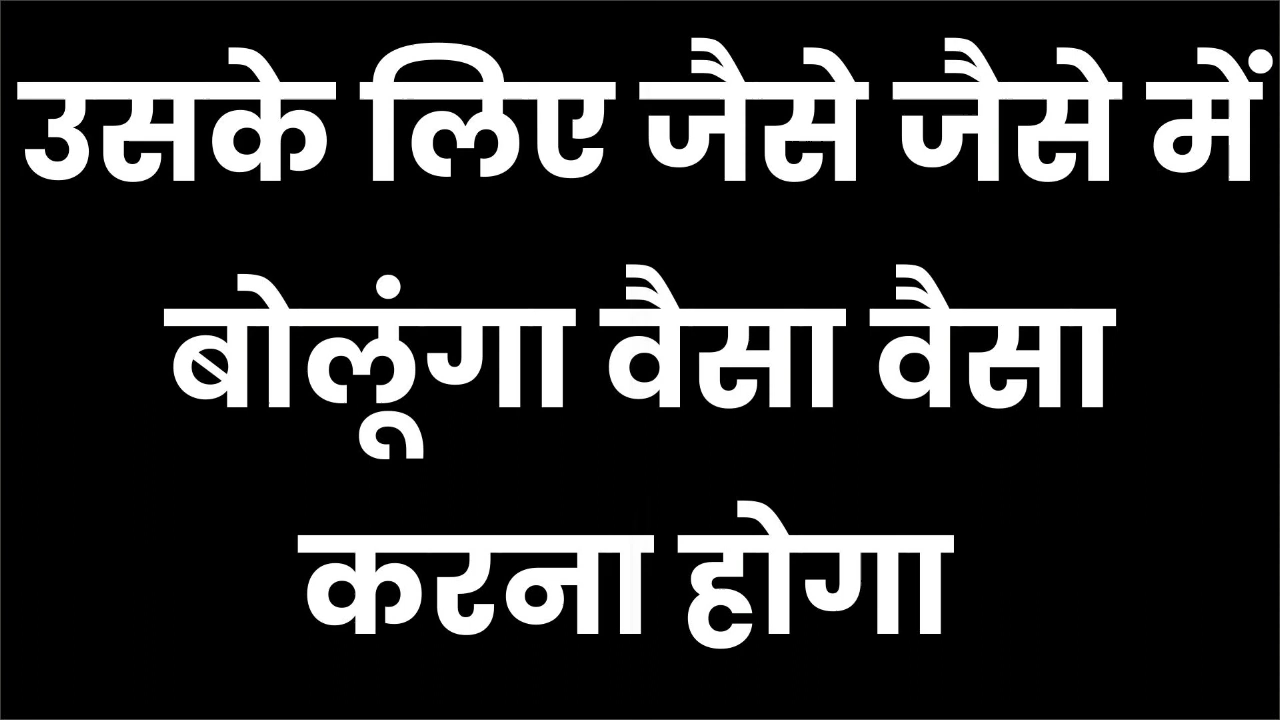 उसके लिए जैसे जैसे में
बोलूंगा वैसा वैसा
करना होगा